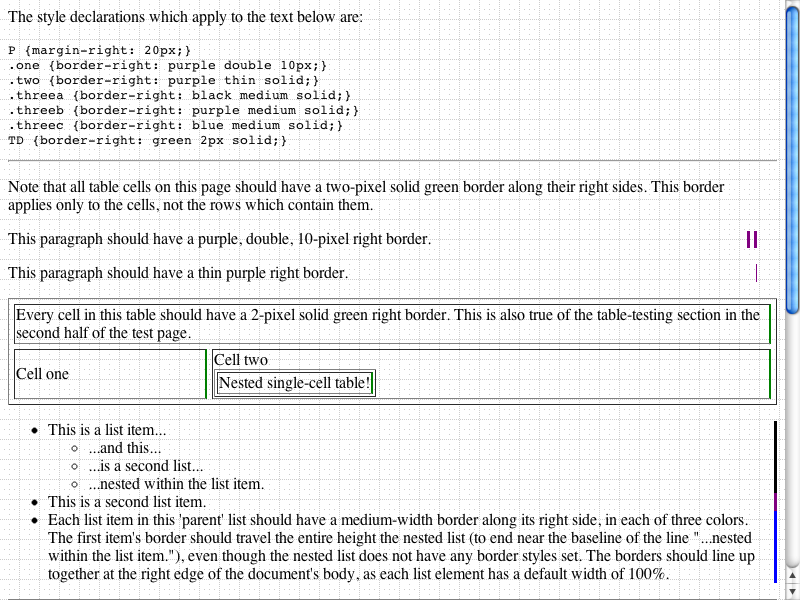 The style declarations which apply to the text below are:
P {margin-right: 20px;}
.one {border-right: purple double 10px;}
.two {border-right: purple thin solid;}
.threea {border-right: black medium solid;}
.threeb {border-right: purple medium solid;}
.threec {border-right: blue medium solid;}
TD {border-right: green 2px solid;}
Note that all table cells on this page should have a two-pixel solid green border along their right sides. This border
applies only to the cells, not the rows which contain them.
This paragraph should have a purple, double, 10-pixel right border.
This paragraph should have a thin purple right border.
Every cell in this table should have a 2-pixel solid green right border. This is also true of the table-testing section in the
second half of the test page.
Cell one
Cell two
Nested single-cell table!
This is a list item...
...and this...
...is a second list...
...nested within the list item.
This is a second list item.
Each list item in this 'parent' list should have a medium-width border along its right side, in each of three colors.
The first item's border should travel the entire height the nested list (to end near the baseline of the line "...nested
within the list item."), even though the nested list does not have any border styles set. The borders should line up
together at the right edge of the document's body, as each list element has a default width of 100%.